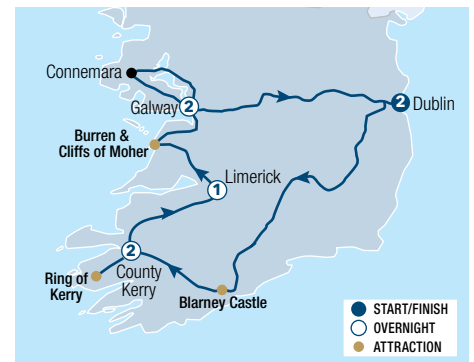 Connemara
Galway
2
2
Dublin
Burren &
Cliffs of Moher
1
Limerick
2
County
Kerry
Ring of
Kerry
Blarney Castle
START/FINISH
OVERNIGHT
ATTRACTION